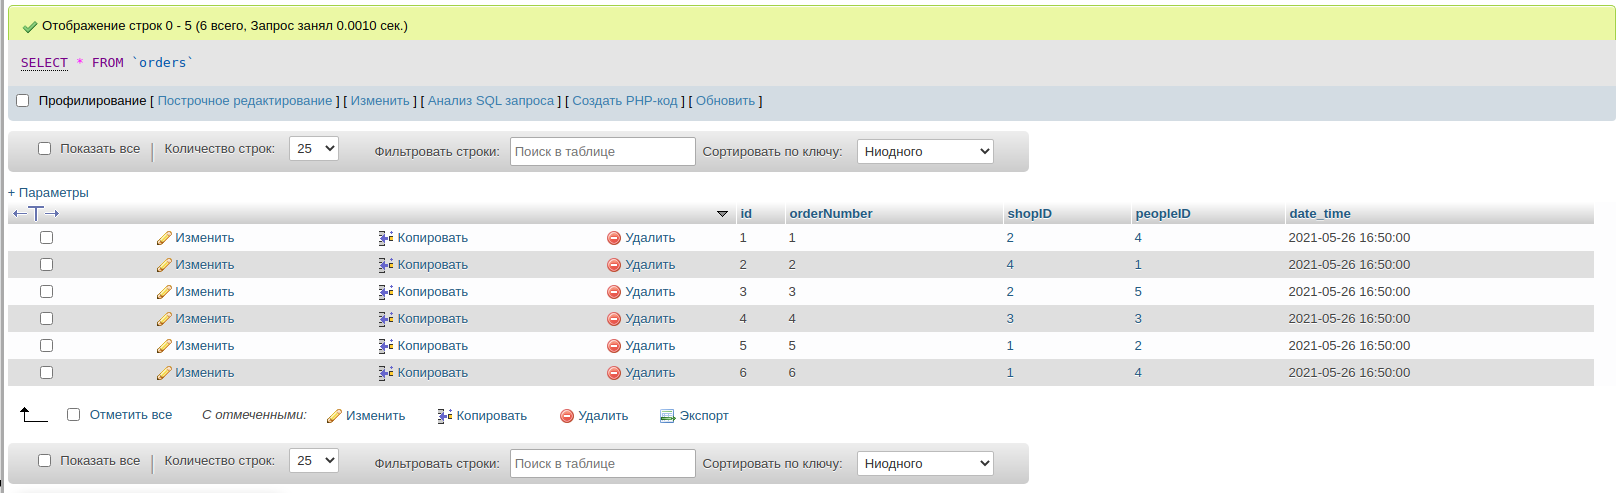 Отображение строк 0 - 5 (6 всего, Запрос занял 0.0010 сек.)
SELECT * FROM `orders`
Профилирование [ Построчное редактирование ] [ Изменить ] [ Анализ SQL запроса ] [ Создать PHP-код ] [ Обновить ]
Показать все | Количество строк: 25 Фильтровать строки: Поиск в таблице Сортировать по ключу: Ниодного
+ Параметры
←T→ id orderNumber shopID peopleID date_time
Изменить Копировать Удалить 1 1 2 4 2021-05-26 16:50:00
Изменить Копировать Удалить 2 2 4 1 2021-05-26 16:50:00
Изменить Копировать Удалить 3 3 2 5 2021-05-26 16:50:00
Изменить Копировать Удалить 4 4 3 3 2021-05-26 16:50:00
Изменить Копировать Удалить 5 5 1 2 2021-05-26 16:50:00
Изменить Копировать Удалить 6 6 1 4 2021-05-26 16:50:00
Отметить все С отмеченными: Изменить Копировать Удалить Экспорт
Показать все | Количество строк: 25 Фильтровать строки: Поиск в таблице Сортировать по ключу: Ниодного